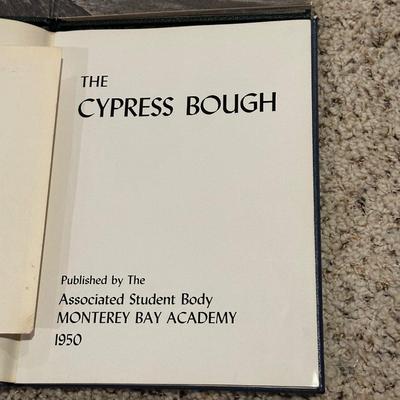 THE
CYPRESS BOUGH
Published by The
Associated Student Body
MONTEREY BAY ACADEMY
1950